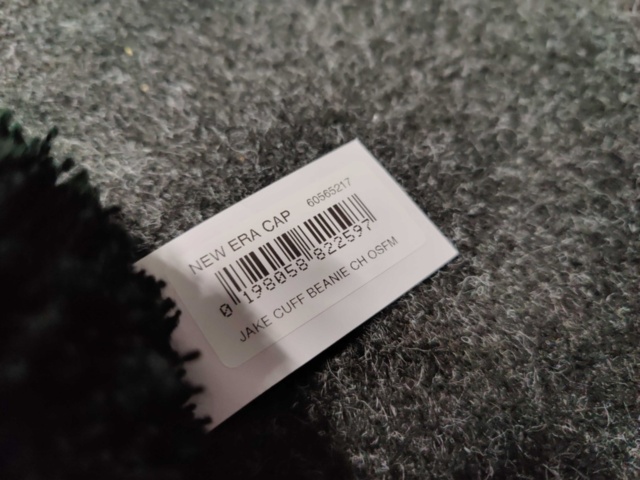 NEW ERA CAP 60565217
0 198058 822597
JAKE CUFF BEANIE CH OSFM